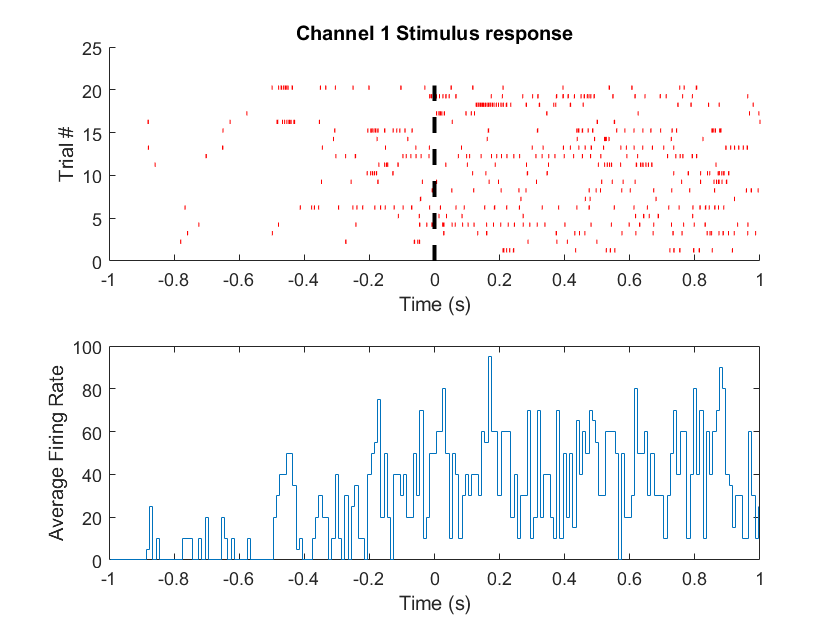 Channel 1 Stimulus response
25
20
15
10
5
0
Trial #
-1 -0.8 -0.6 -0.4 -0.2 0 0.2 0.4 0.6 0.8 1
Time (s)
100
80
60
40
20
0
Average Firing Rate
-1 -0.8 -0.6 -0.4 -0.2 0 0.2 0.4 0.6 0.8 1
Time (s)